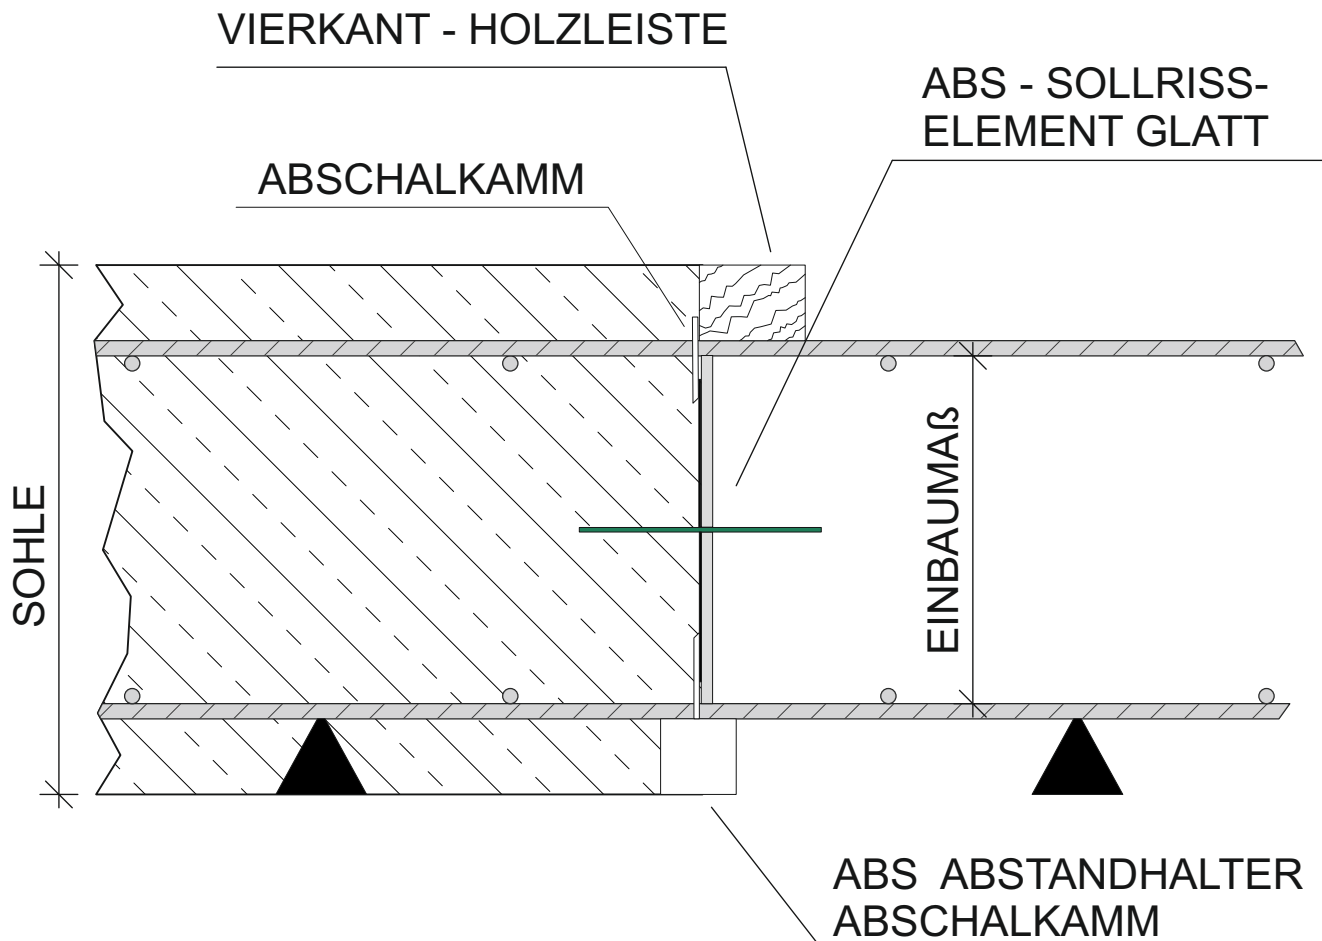 VIERKANT - HOLZLEISTE
ABS - SOLLRISS-
ELEMENT GLATT
ABSCHALKAMM
SOHLE
EINBAUMAß
ABS ABSTANDHALTER
ABSCHALKAMM